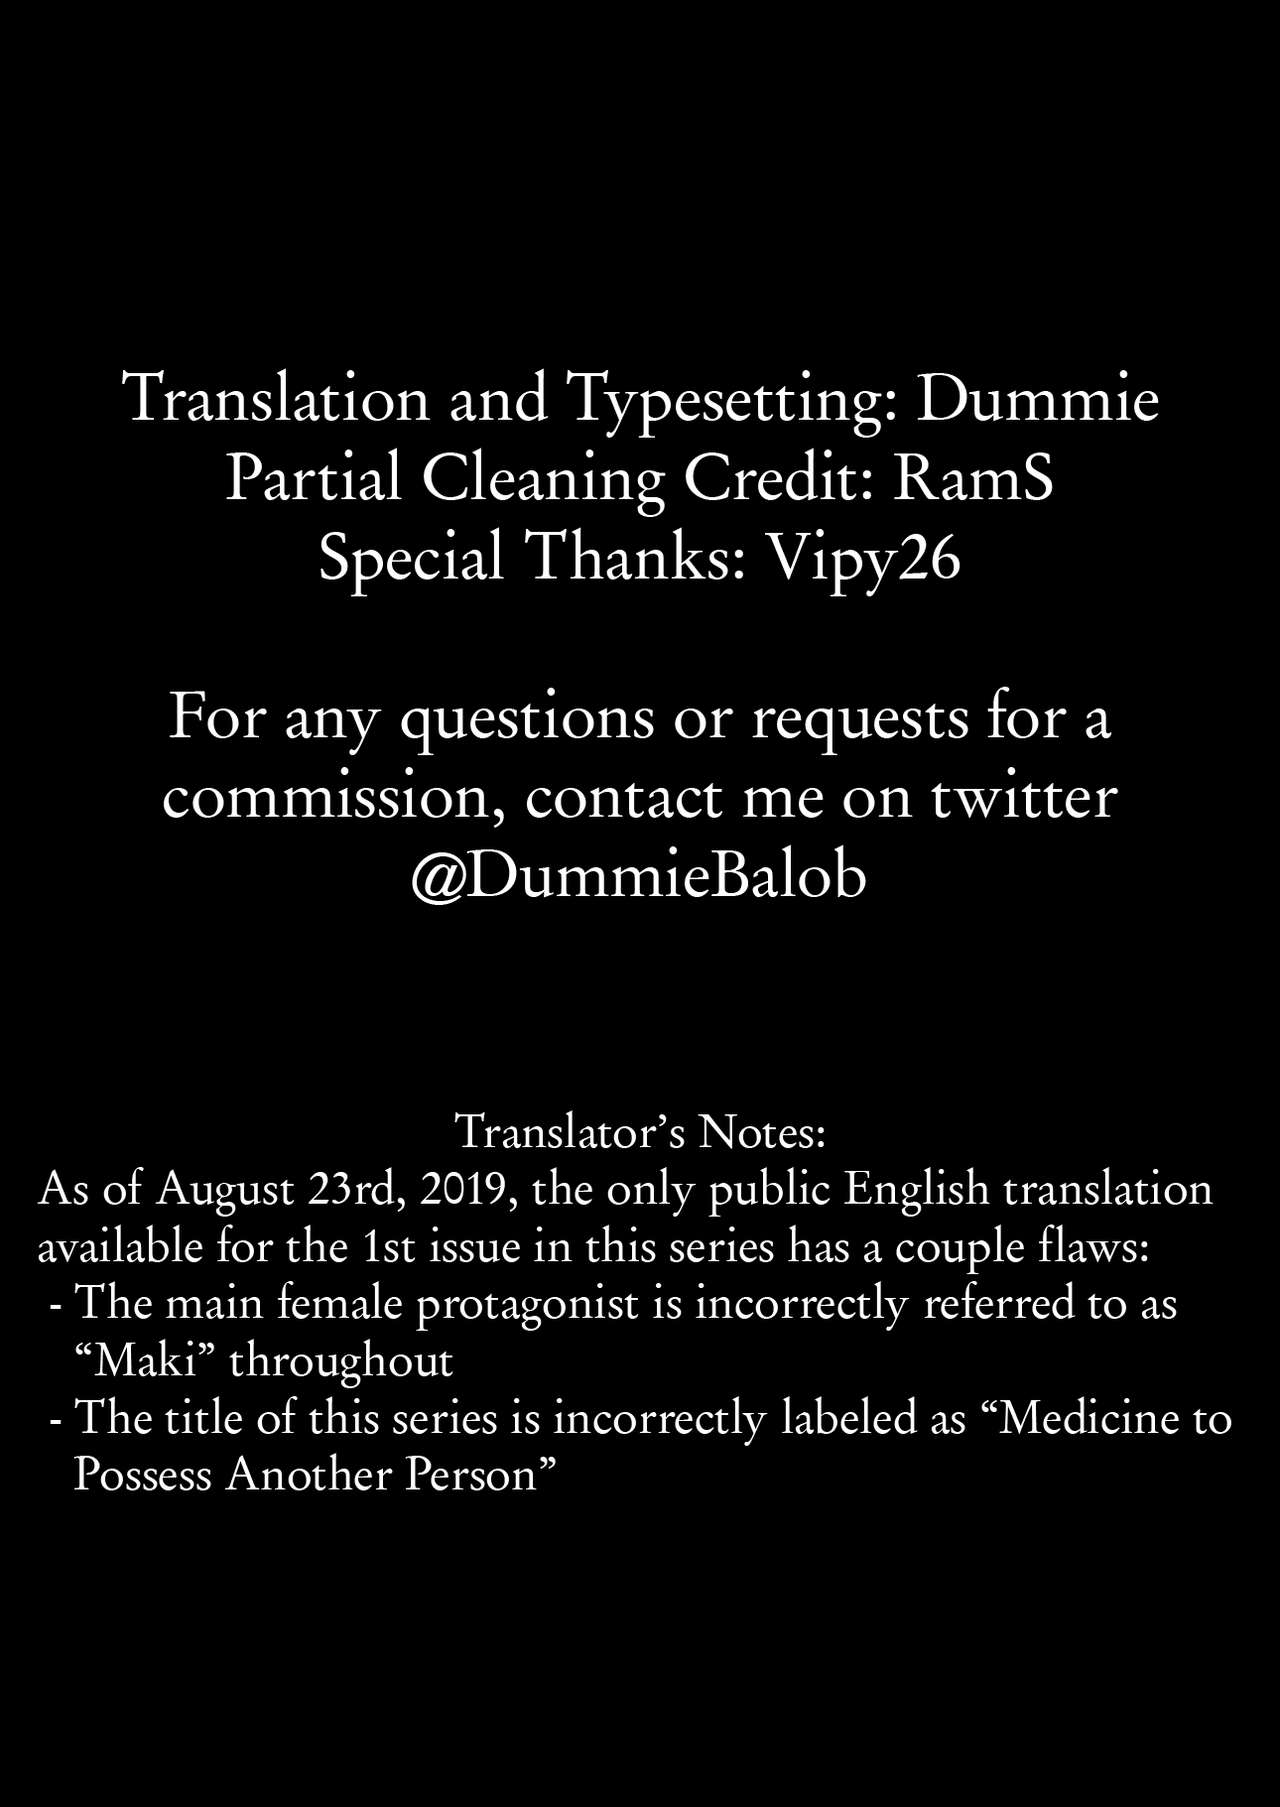 Translation and Typesetting: Dummie
Partial Cleaning Credit: RamS
Special Thanks: Vipy26
For any questions or requests for a
commission, contact me on twitter
@DummieBalob
Translator’s Notes:
As of August 23rd, 2019, the only public English translation
available for the 1st issue in this series has a couple flaws:
- The main female protagonist is incorrectly referred to as
“Maki” throughout
- The title of this series is incorrectly labeled as “Medicine to
Possess Another Person”